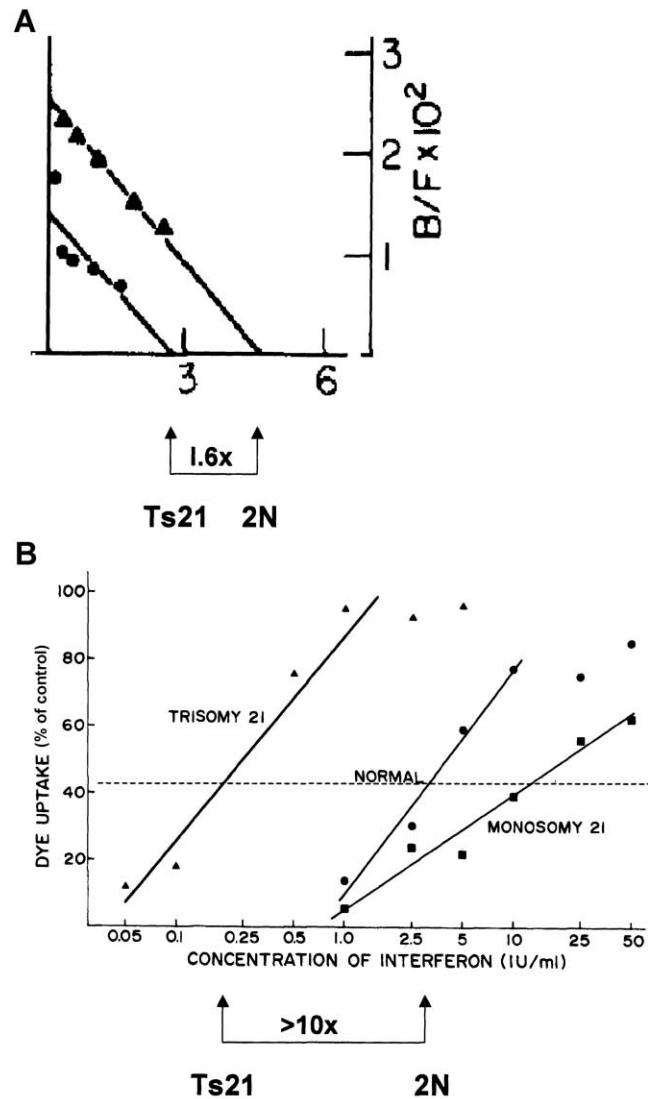 A
3
2
1
B/F×10²
3 6
1.6x
Ts21 2N
B
100
80
60
40
20
DYE UPTAKE (% of control)
TRISOMY 21
NORMAL
MONOSOMY 21
0.05 0.1 0.25 0.5 1.0 2.5 5 10 25 50
CONCENTRATION OF INTERFERON (IU/ml)
>10x
Ts21 2N